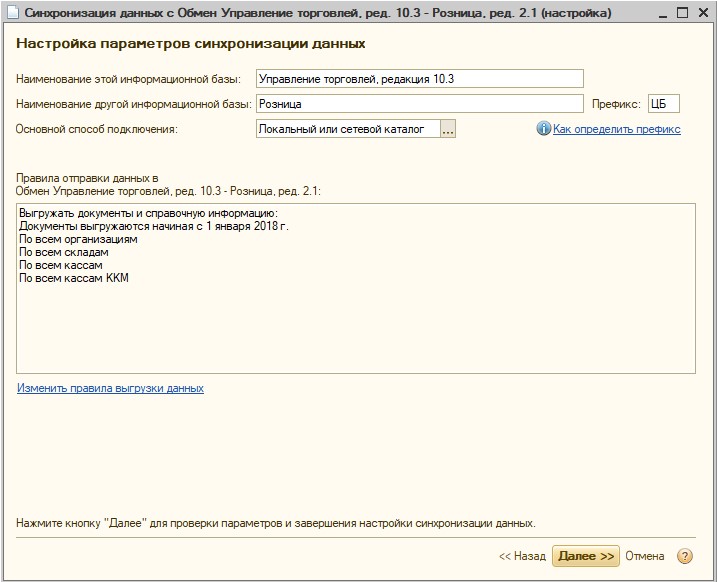 Синхронизация данных с Обмен Управление торговлей, ред. 10.3 - Розница, ред. 2.1 (настройка)
Настройка параметров синхронизации данных
Наименование этой информационной базы: Управление торговлей, редакция 10.3
Наименование другой информационной базы: Розница Префикс: ЦБ
Основной способ подключения: Локальный или сетевой каталог ... Как определить префикс
Правила отправки данных в
Обмен Управление торговлей, ред. 10.3 - Розница, ред. 2.1:
Выгружать документы и справочную информацию:
Документы выгружаются начиная с 1 января 2018 г.
По всем организациям
По всем складам
По всем кассам
По всем кассам ККМ
Изменить правила выгрузки данных
Нажмите кнопку "Далее" для проверки параметров и завершения настройки синхронизации данных.
<< Назад Далее >> Отмена ?